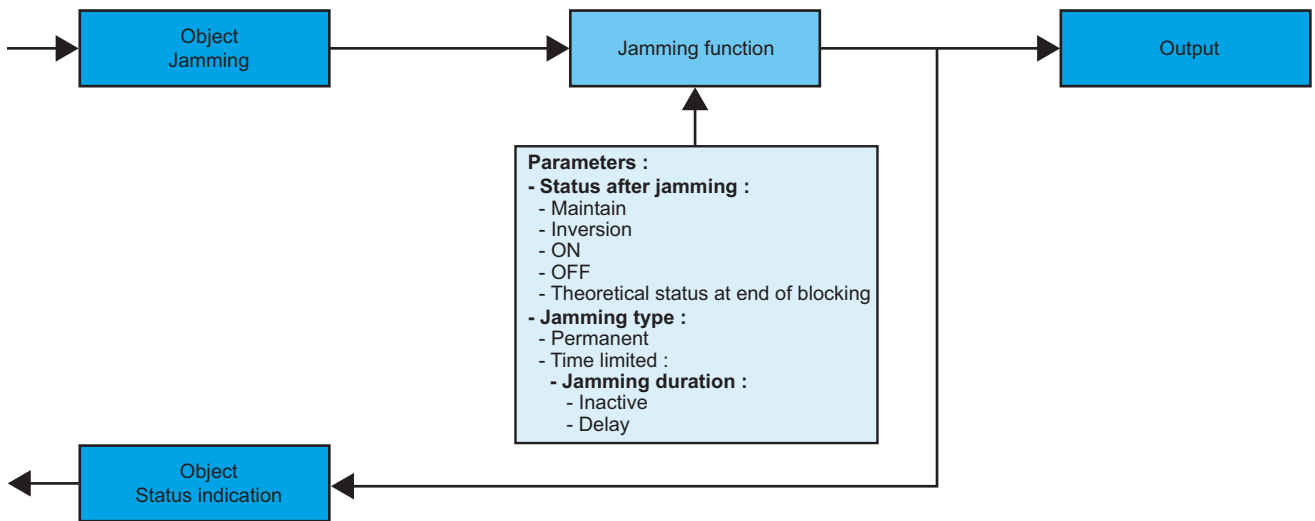 Object
Jamming
Jamming function
Output
Parameters :
- Status after jamming :
- Maintain
- Inversion
- ON
- OFF
- Theoretical status at end of blocking
- Jamming type :
- Permanent
- Time limited :
- Jamming duration :
- Inactive
- Delay
Object
Status indication